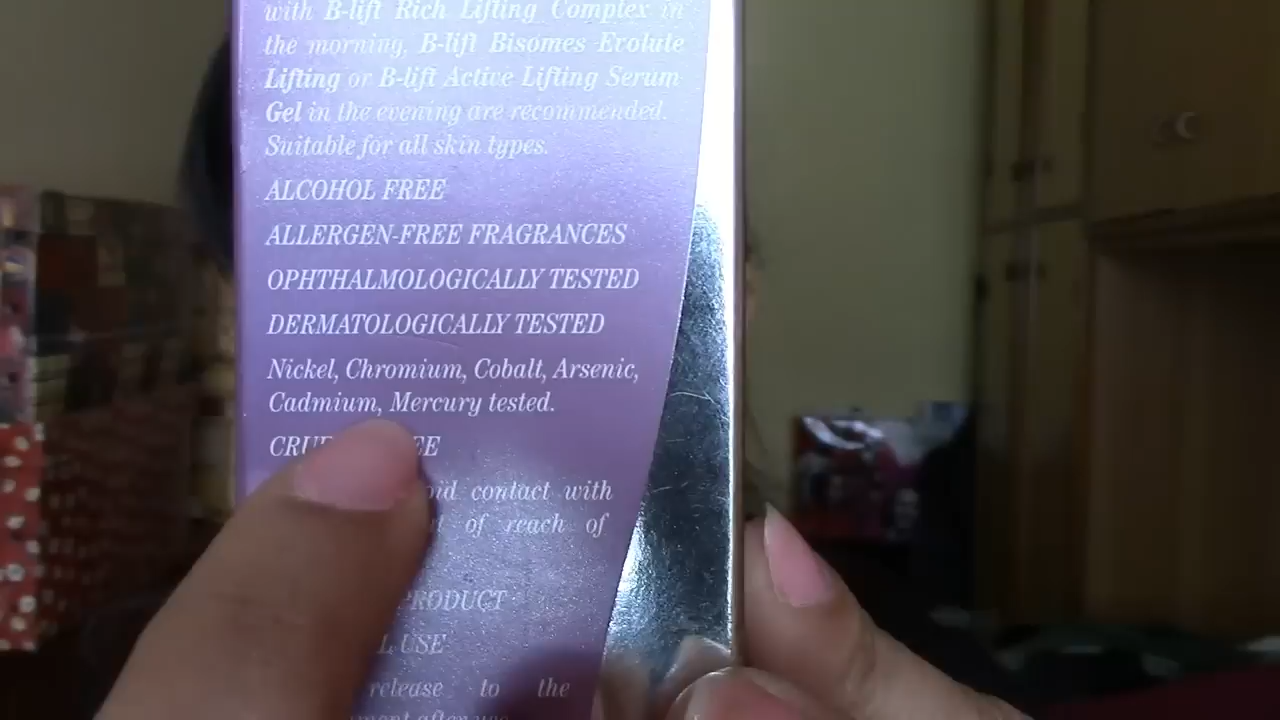 with B-lift Rich Lifting Complex in
the morning, B-lift Bisomes Evolute
Lifting or B-lift Active Lifting Serum
Gel in the evening are recommended.
Suitable for all skin types.
ALCOHOL FREE
ALLERGEN-FREE FRAGRANCES
OPHTHALMOLOGICALLY TESTED
DERMATOLOGICALLY TESTED
Nickel, Chromium, Cobalt, Arsenic,
Cadmium, Mercury tested.
contact with
of reach of
PRODUCT
USE
release to the